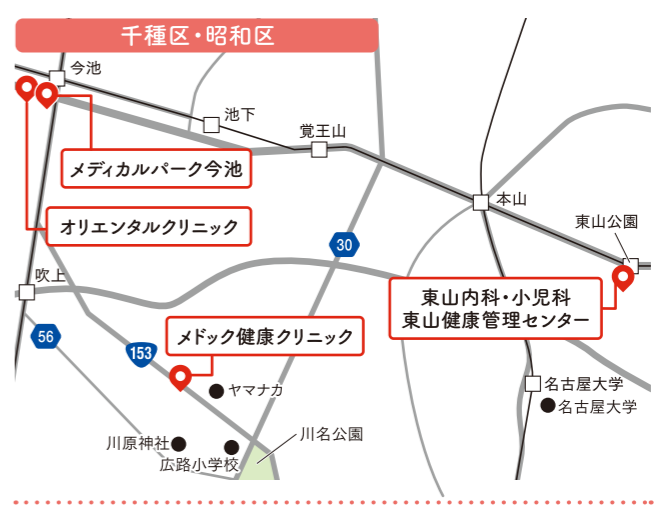 千種区・昭和区
今池
池下
覚王山
メディカルパーク今池
本山
オリエンタルクリニック
東山公園
30
吹上
東山内科・小児科
東山健康管理センター
56
メドック健康クリニック
153
ヤマナカ
名古屋大学
名古屋大学
川原神社
川名公園
広路小学校